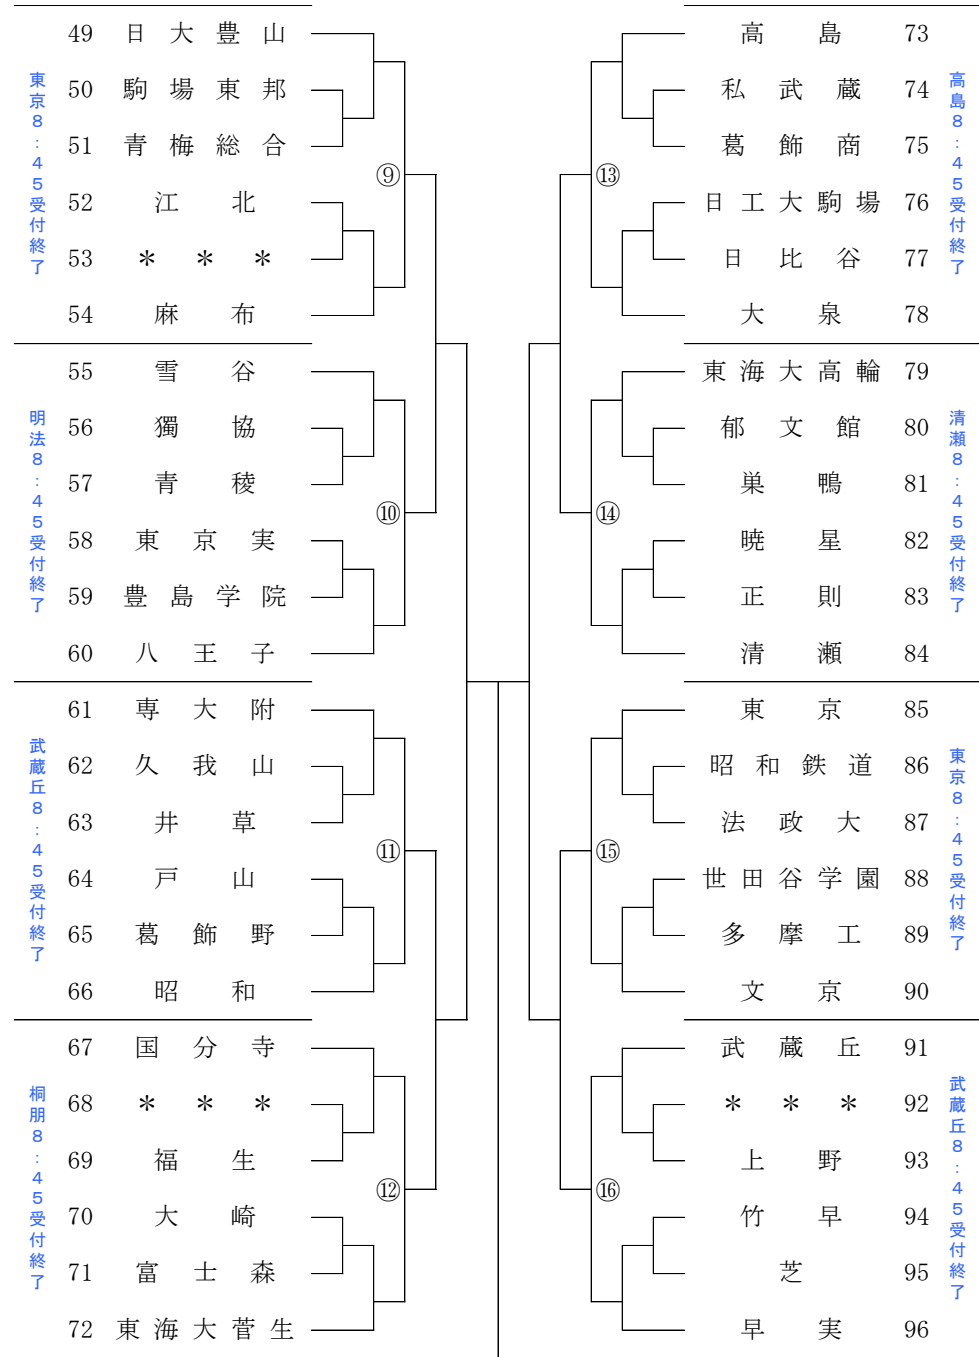 東京8:45受付終了
49 日大豊山
50 駒場東邦
51 青梅総合
52 江北
53 ＊＊＊
54 麻布
⑨
明法8:45受付終了
55 雪谷
56 獨協
57 青稜
58 東京実
59 豊島学院
60 八王子
⑩
武蔵丘8:45受付終了
61 専大附
62 久我山
63 井草
64 戸山
65 葛飾野
66 昭和
⑪
桐朋8:45受付終了
67 国分寺
68 ＊＊＊
69 福生
70 大崎
71 富士森
72 東海大菅生
⑫
高島8:45受付終了
高島 73
私武蔵 74
葛飾商 75
日工大駒場 76
日比谷 77
大泉 78
⑬
清瀬8:45受付終了
東海大高輪 79
郁文館 80
巣鴨 81
暁星 82
正則 83
清瀬 84
⑭
東京8:45受付終了
東京 85
昭和鉄道 86
法政大 87
世田谷学園 88
多摩工 89
文京 90
⑮
武蔵丘8:45受付終了
武蔵丘 91
＊＊＊ 92
上野 93
竹早 94
芝 95
早実 96
⑯